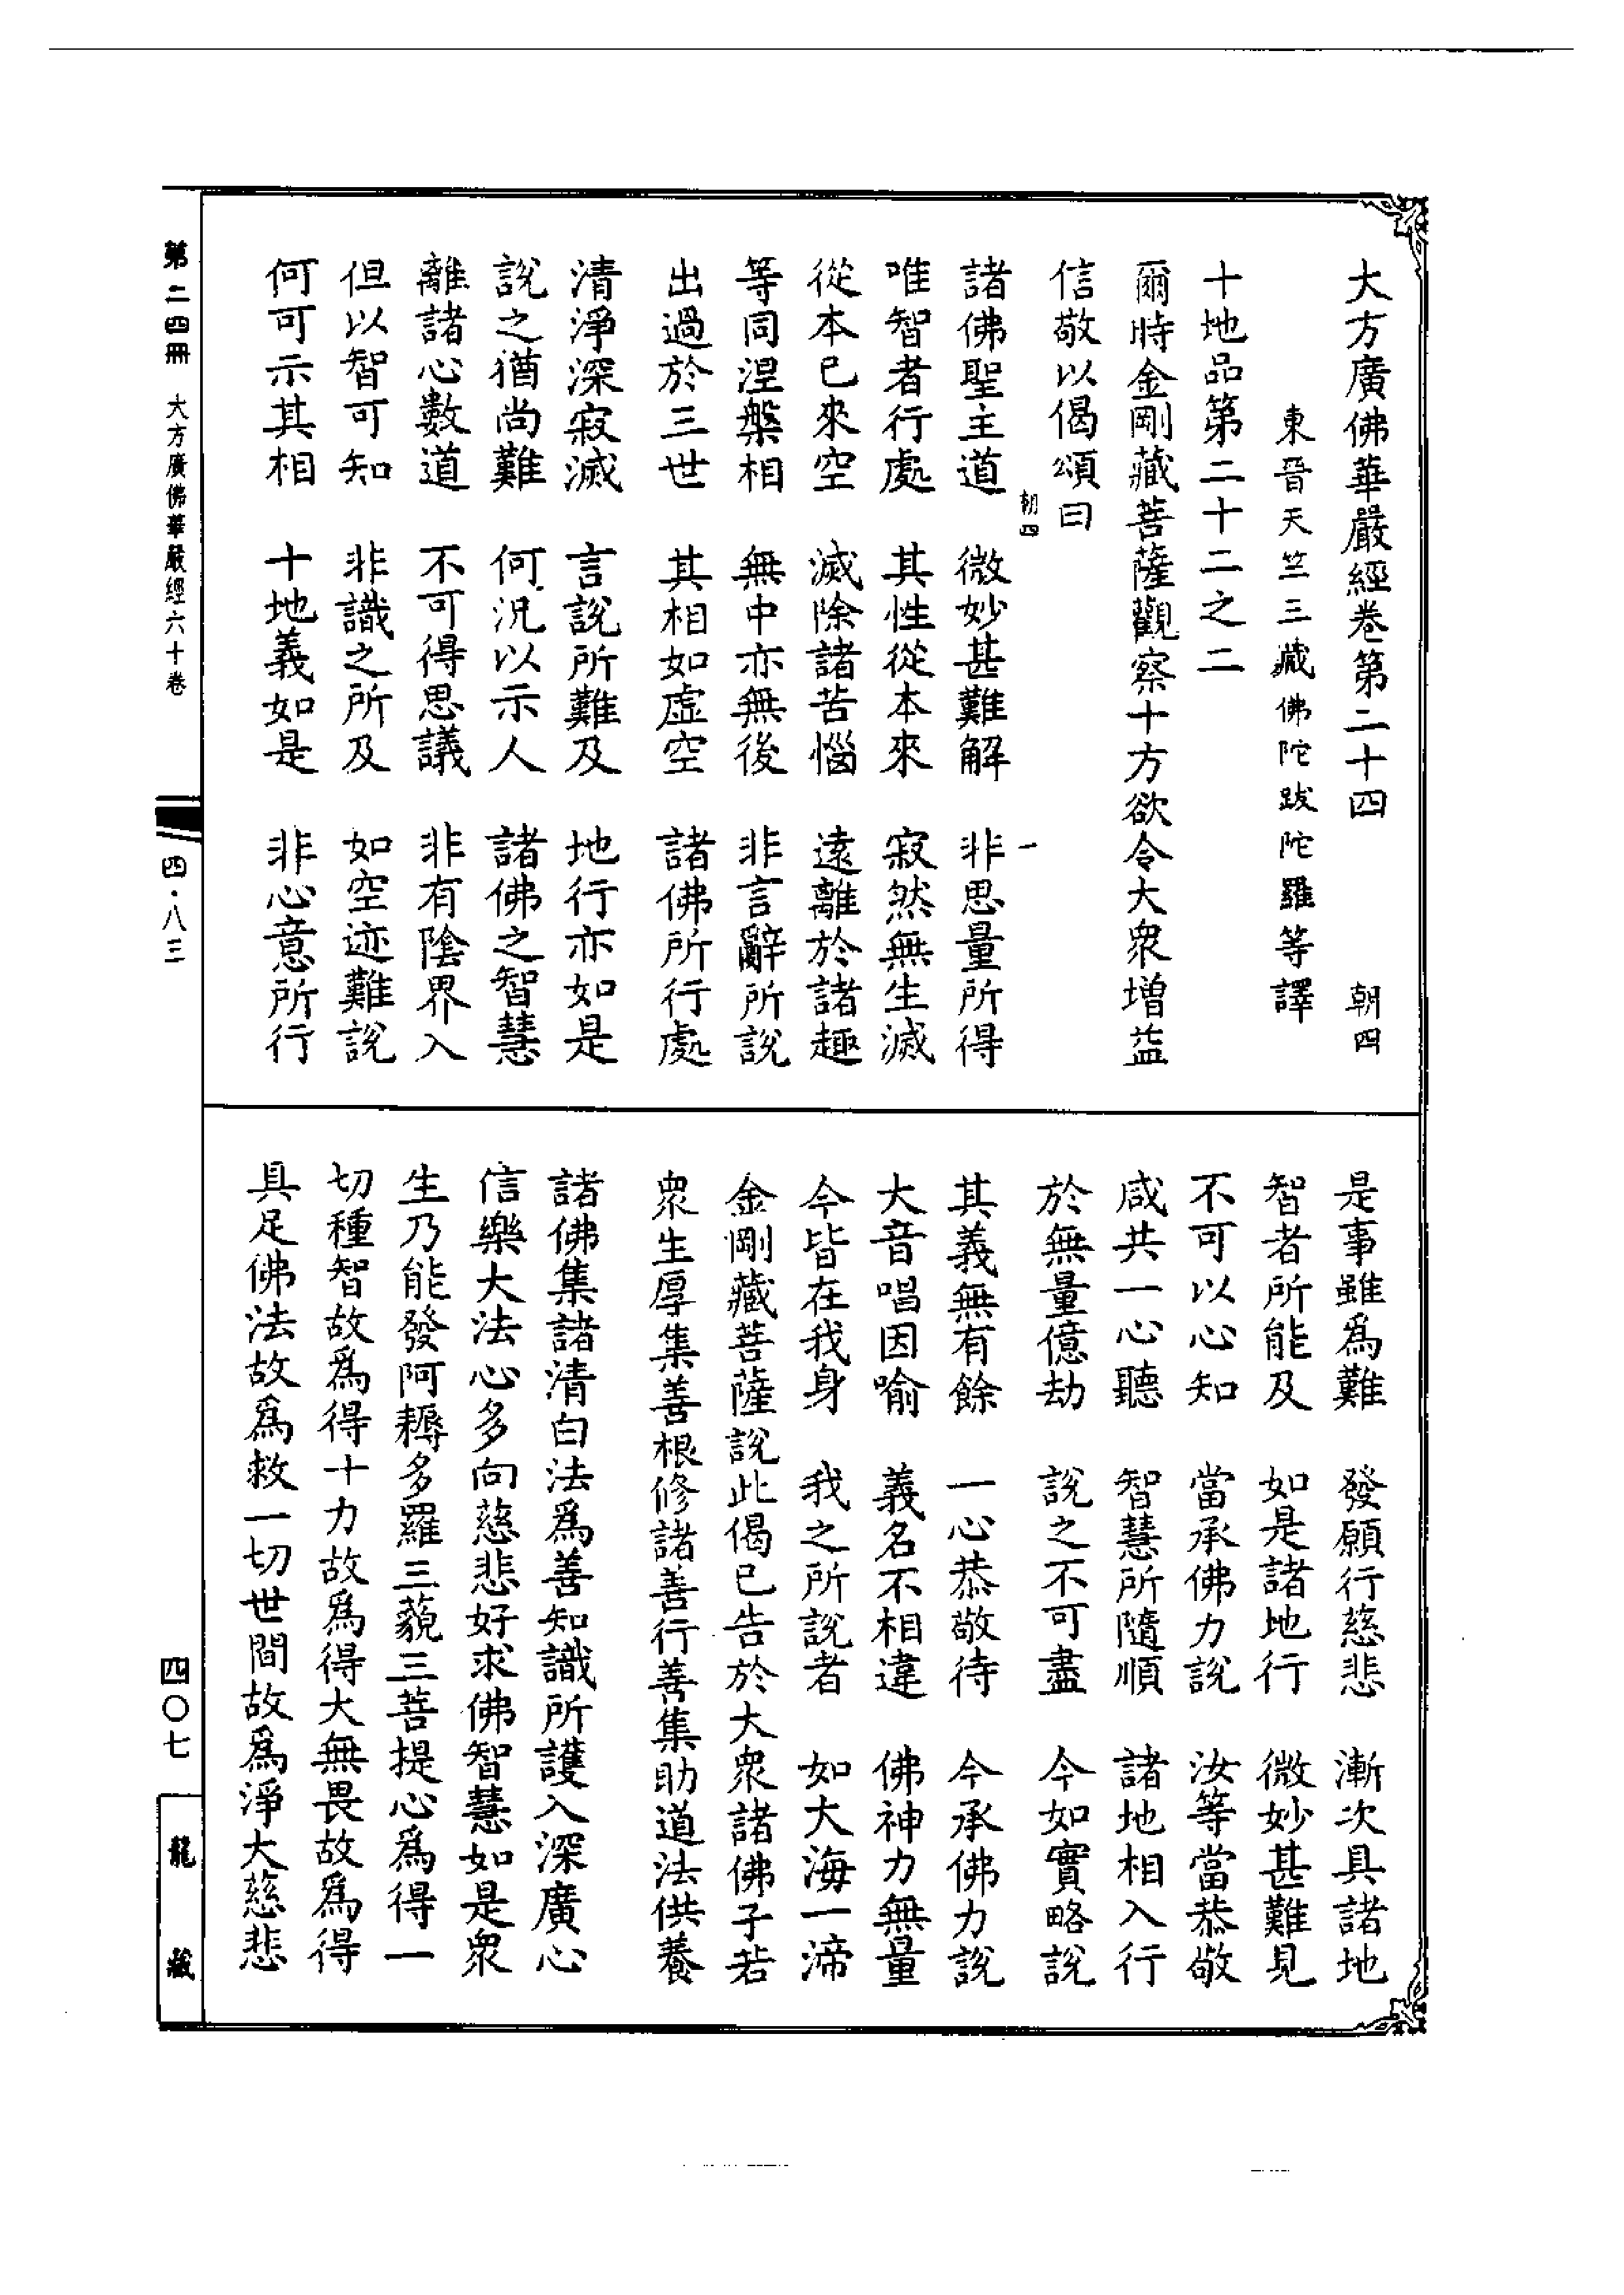 大方廣佛華嚴經卷第二十四　朝四
東晉天竺三藏佛陀跋陀羅等譯
十地品第二十二之二
爾時金剛藏菩薩觀察十方欲令大衆增益
信敬以偈頌曰
朝四　一
諸佛聖主道　微妙甚難解　非思量所得
唯智者行處　其性從本來　寂然無生滅
從本已來空　滅除諸苦惱　遠離於諸趣
等同涅槃相　無中亦無後　非言辭所說
出過於三世　其相如虛空　諸佛所行處
清淨深寂滅　言說所難及　地行亦如是
說之猶尚難　何況以示人　諸佛之智慧
離諸心數道　不可得思議　非有陰界入
但以智可知　非識之所及　如空迹難說
何可示其相　十地義如是　非心意所行
是事雖爲難　發願行慈悲　漸次具諸地
智者所能及　如是諸地行　微妙甚難見
不可以心知　當承佛力說　汝等當恭敬
咸共一心聽　智慧所隨順　諸地相入行
於無量億劫　說之不可盡　今如實略說
其義無有餘　一心恭敬待　今承佛力說
大音唱因喻　義名不相違　佛神力無量
今皆在我身　我之所說者　如大海一渧
金剛藏菩薩說此偈已告於大衆諸佛子若
衆生厚集善根修諸善行善集助道法供養
諸佛集諸清白法爲善知識所護入深廣心
信樂大法心多向慈悲好求佛智慧如是衆
生乃能發阿耨多羅三藐三菩提心爲得一
切種智故爲得十力故爲得大無畏故爲得
具足佛法故爲救一切世間故爲淨大慈悲
第二四冊　大方廣佛華嚴經六十卷　四·八三
四〇七　龍藏